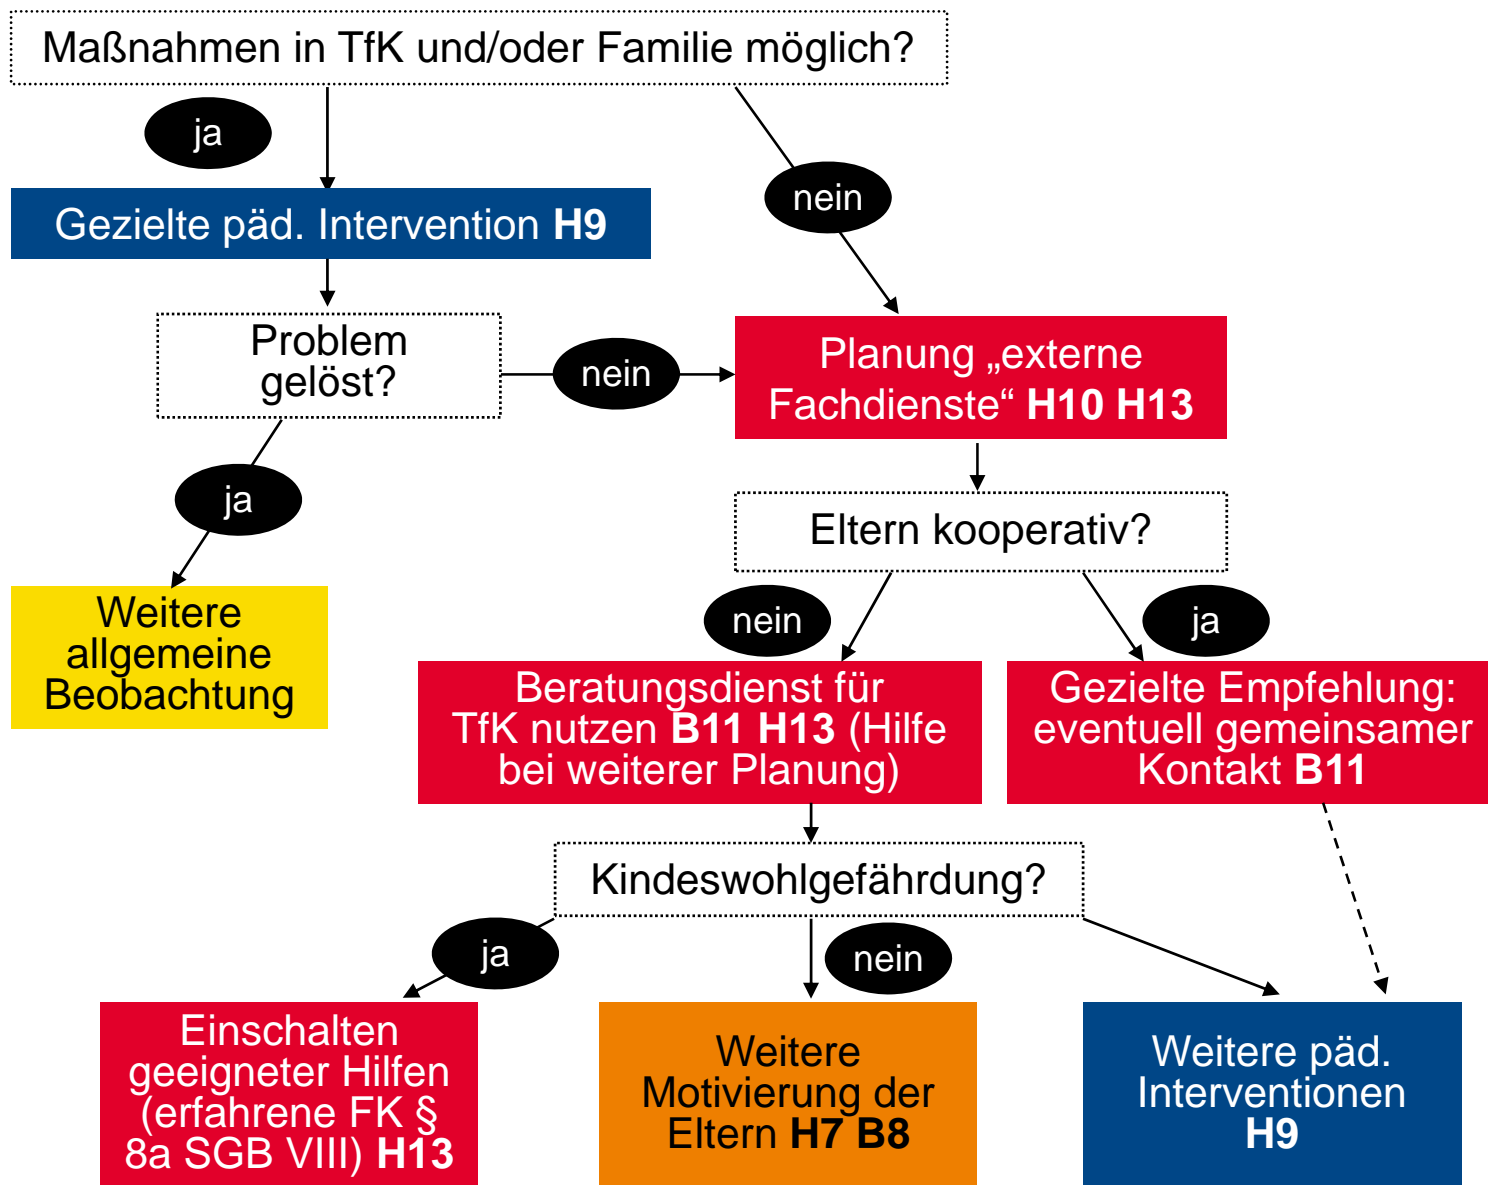 Maßnahmen in TfK und/oder Familie möglich?
ja
nein
Gezielte päd. Intervention H9
Problem
gelöst?
nein
Planung „externe
Fachdienste“ H10 H13
ja
Eltern kooperativ?
Weitere
allgemeine
Beobachtung
nein
ja
Beratungsdienst für
TfK nutzen B11 H13 (Hilfe
bei weiterer Planung)
Gezielte Empfehlung:
eventuell gemeinsamer
Kontakt B11
Kindeswohlgefährdung?
ja
nein
Einschalten
geeigneter Hilfen
(erfahrene FK §
8a SGB VIII) H13
Weitere
Motivierung der
Eltern H7 B8
Weitere päd.
Interventionen
H9